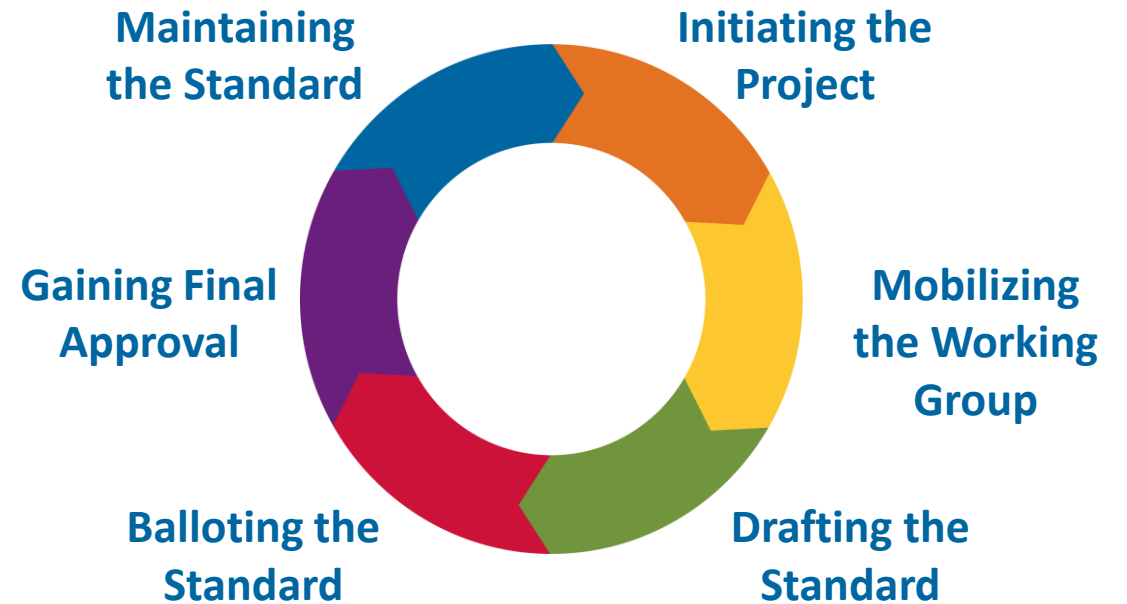 Initiating the
Project
Mobilizing
the Working
Group
Drafting the
Standard
Balloting the
Standard
Gaining Final
Approval
Maintaining
the Standard